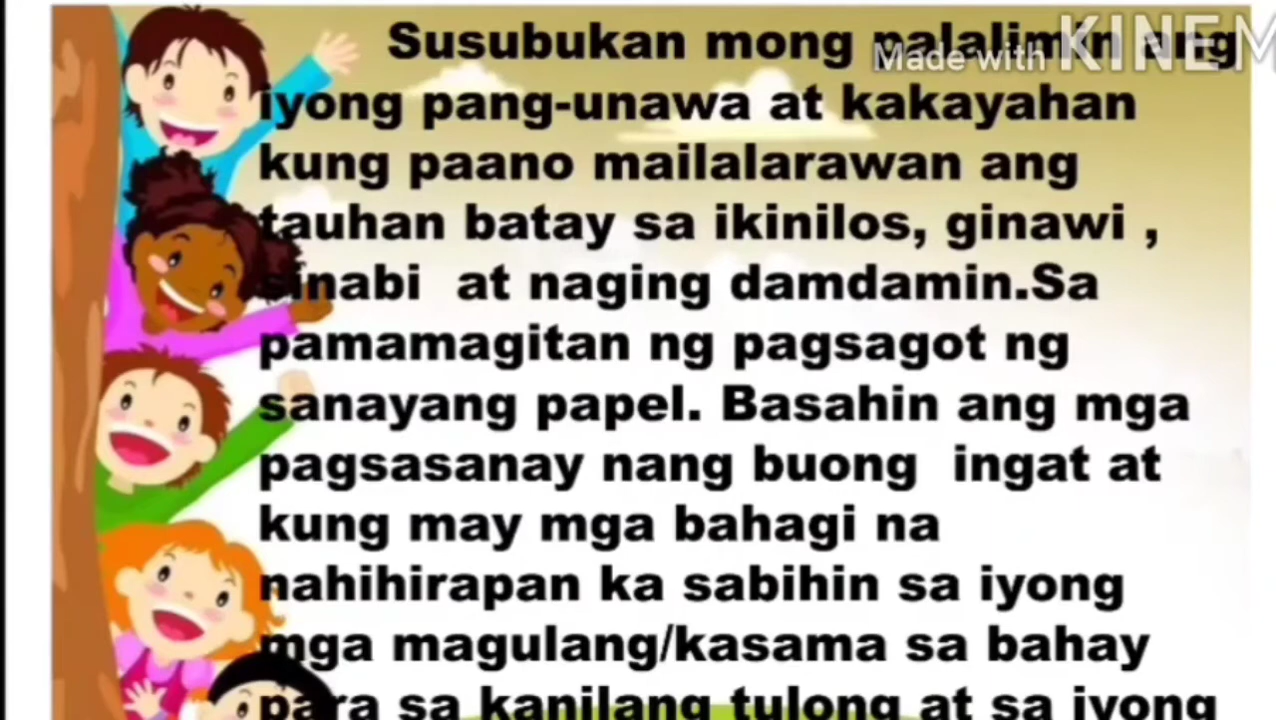 Susubukan mong palalimin ang
Made with KINEM
iyong pang-unawa at kakayahan
kung paano mailalarawan ang
tauhan batay sa ikinilos, ginawi ,
sinabi at naging damdamin.Sa
pamamagitan ng pagsagot ng
sanayang papel. Basahin ang mga
pagsasanay nang buong ingat at
kung may mga bahagi na
nahihirapan ka sabihin sa iyong
mga magulang/kasama sa bahay
para sa kanilang tulong at sa iyong